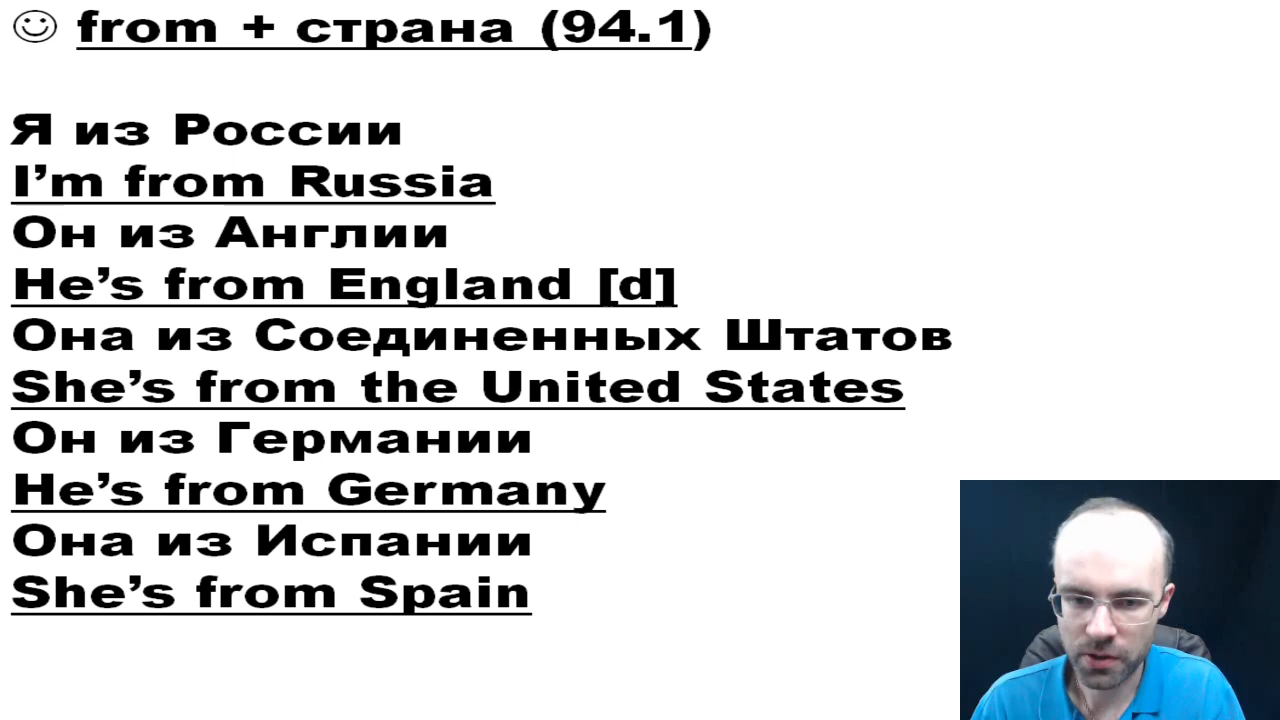 ☺ from + страна (94.1)
Я из России
I’m from Russia
Он из Англии
He’s from England [d]
Она из Соединенных Штатов
She’s from the United States
Он из Германии
He’s from Germany
Она из Испании
She’s from Spain